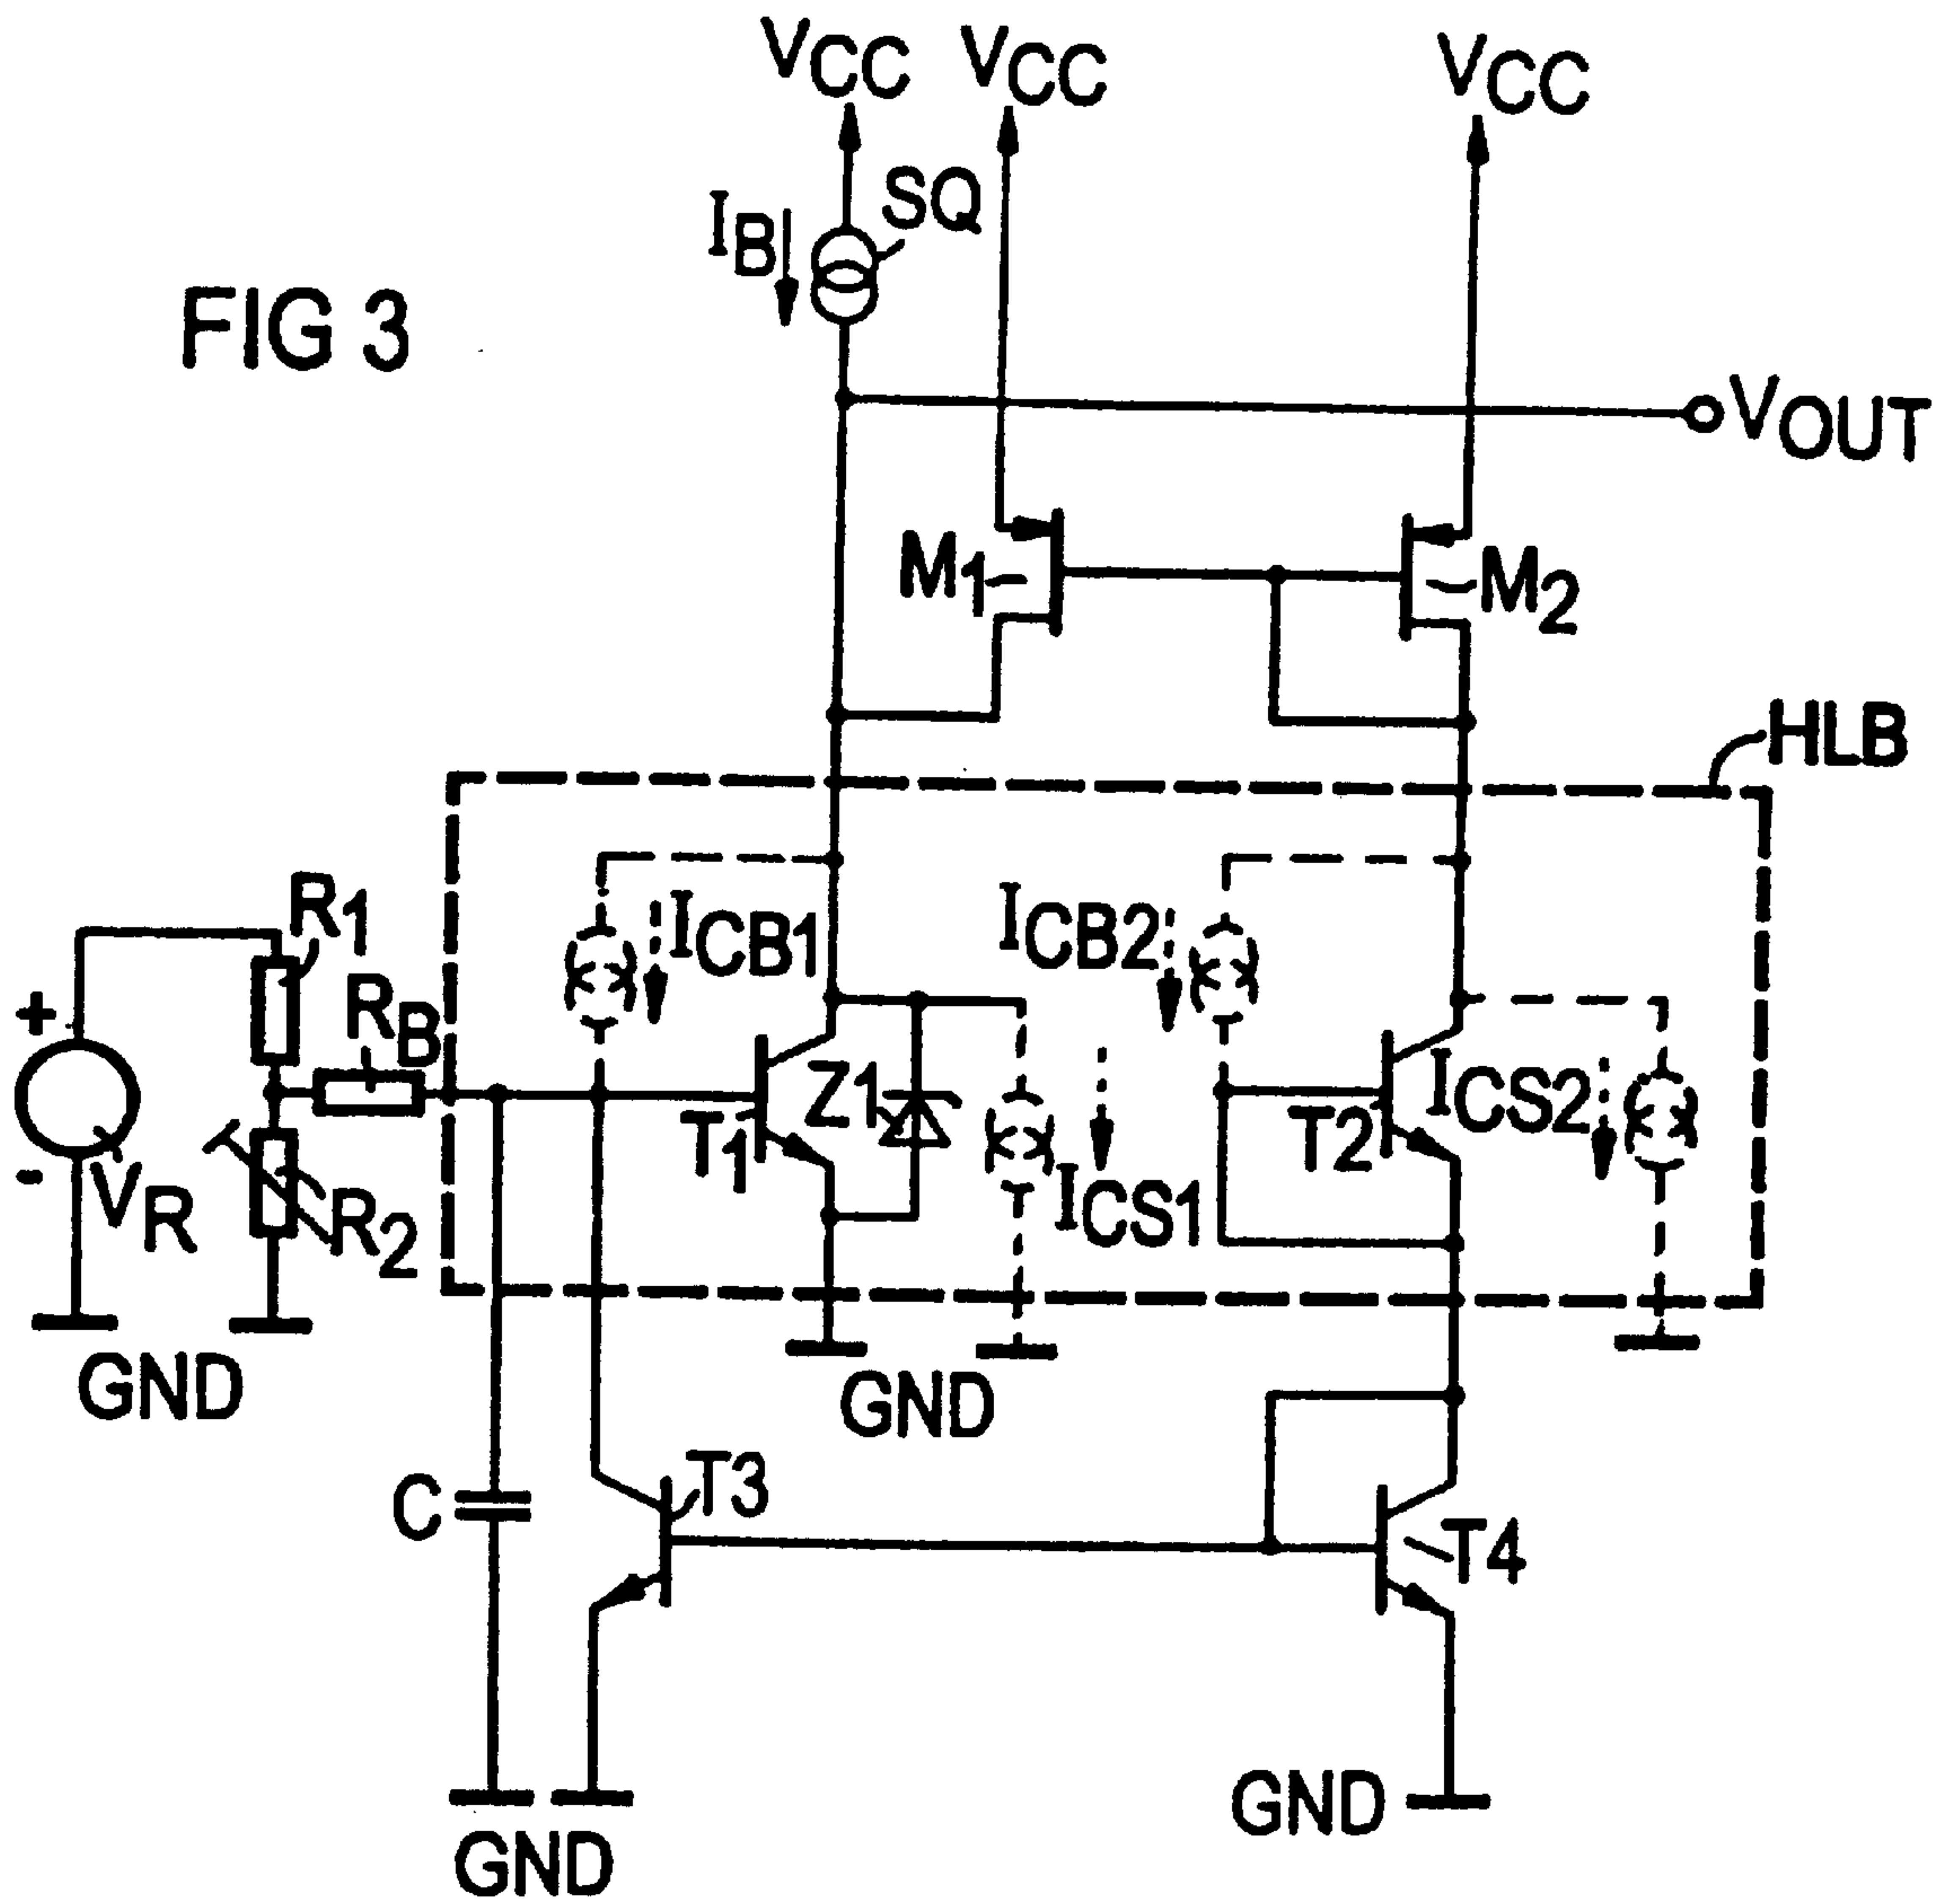 VCC VCC VCC
IB SQ
FIG 3
VOUT
M1 M2
HLB
R1
ICB1 ICB2
RB
+
Z1
T1 T2 ICS2
-
VR R2 ICS1
GND
GND
C T3
T4
GND
GND